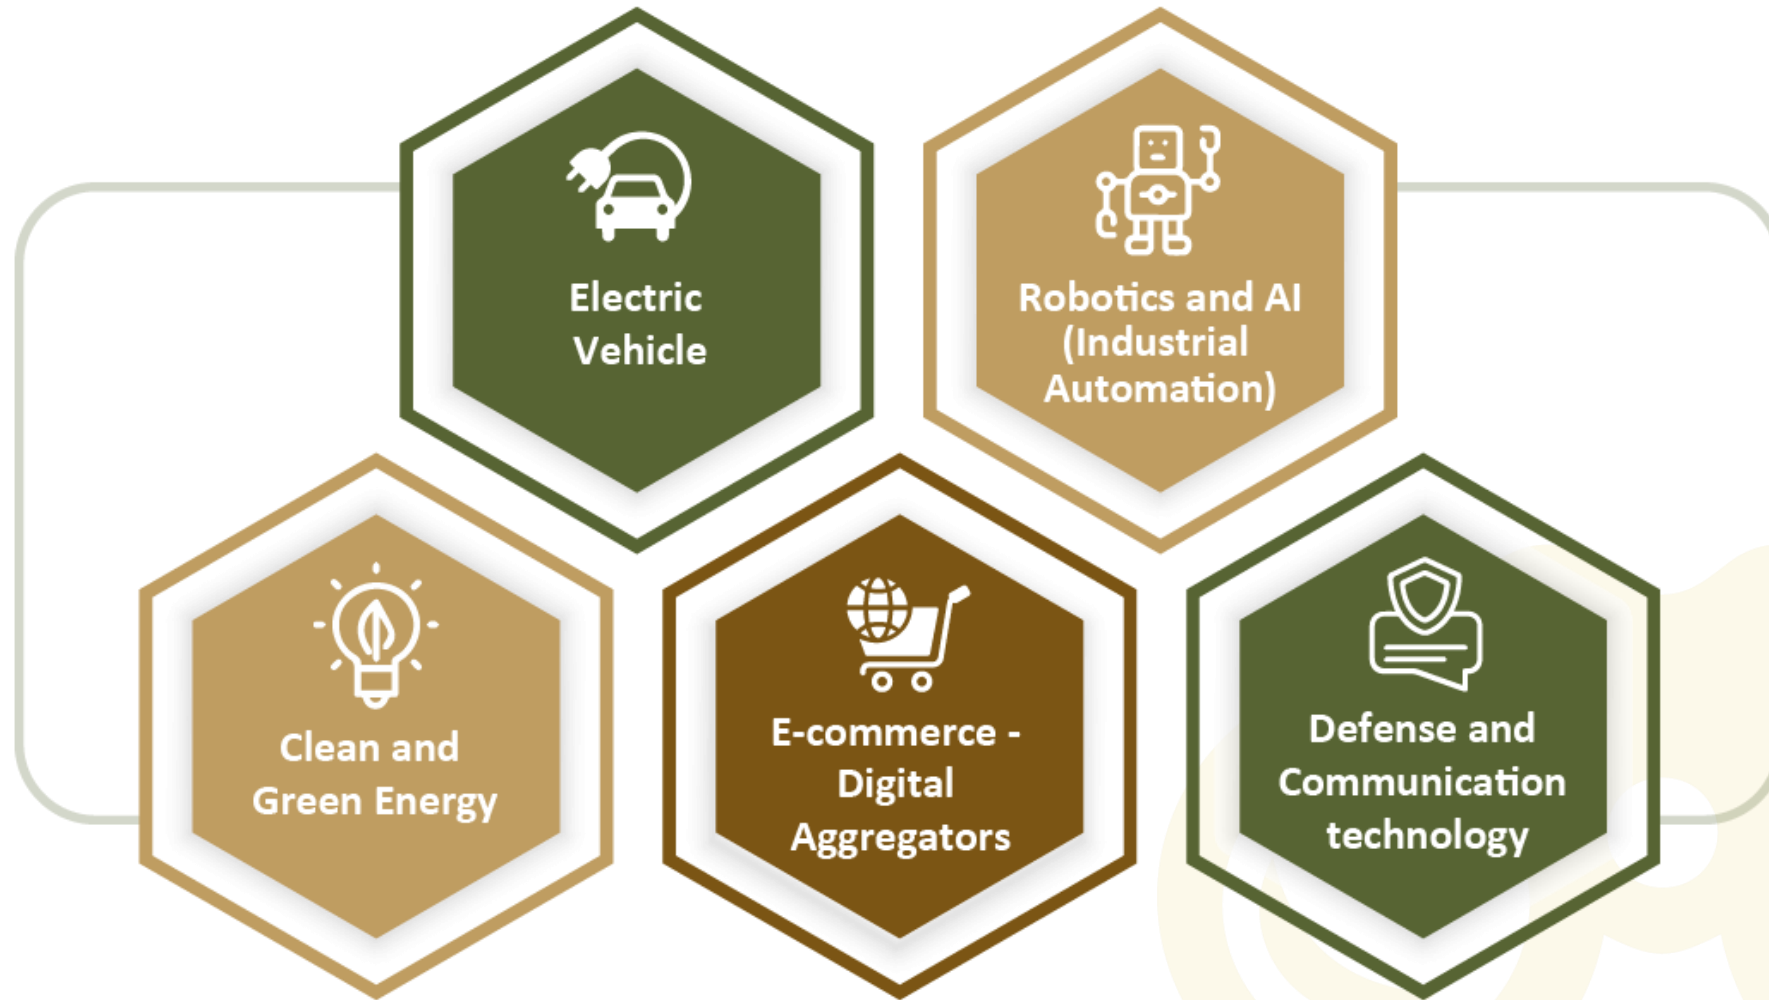 Electric
Vehicle
Robotics and AI
(Industrial
Automation)
Clean and
Green Energy
E-commerce -
Digital
Aggregators
Defense and
Communication
technology